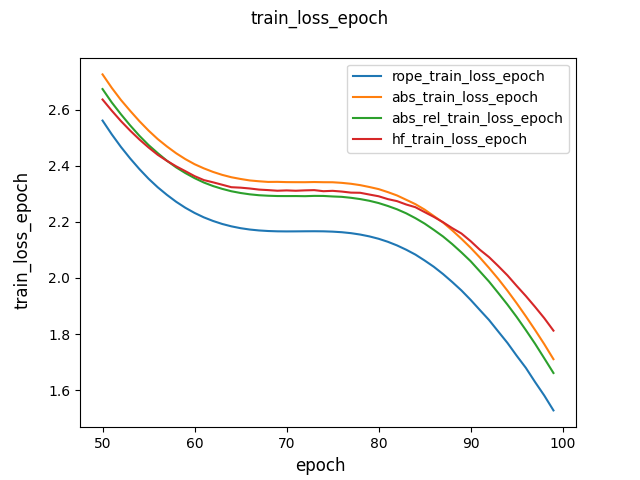 train_loss_epoch
rope_train_loss_epoch
abs_train_loss_epoch
abs_rel_train_loss_epoch
hf_train_loss_epoch
train_loss_epoch
2.6
2.4
2.2
2.0
1.8
1.6
50
60
70
80
90
100
epoch